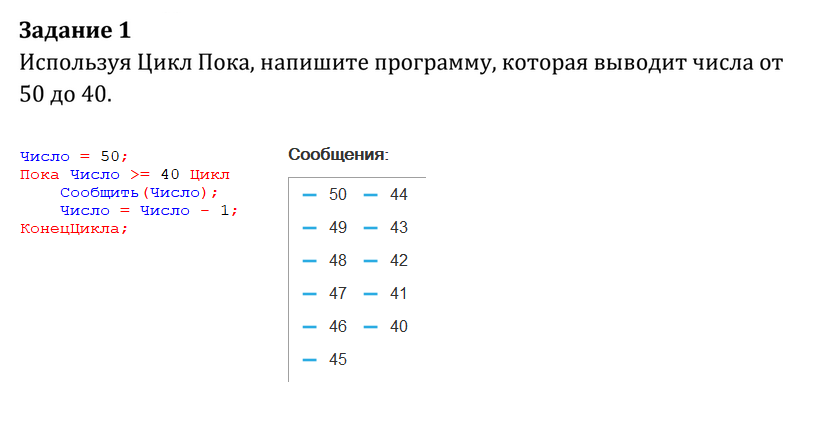 Задание 1
Используя Цикл Пока, напишите программу, которая выводит числа от
50 до 40.
Число = 50;
Пока Число >= 40 Цикл
Сообщить(Число);
Число = Число - 1;
КонецЦикла;
Сообщения:
50 44
49 43
48 42
47 41
46 40
45